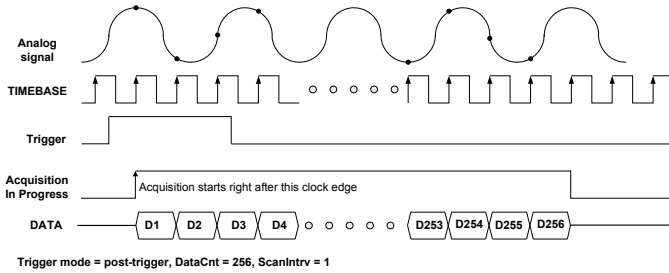 Analog
signal
TIMEBASE
Trigger
Acquisition
In Progress
Acquisition starts right after this clock edge
DATA
D1 D2 D3 D4 D253 D254 D255 D256
Trigger mode = post-trigger, DataCnt = 256, ScanIntrv = 1